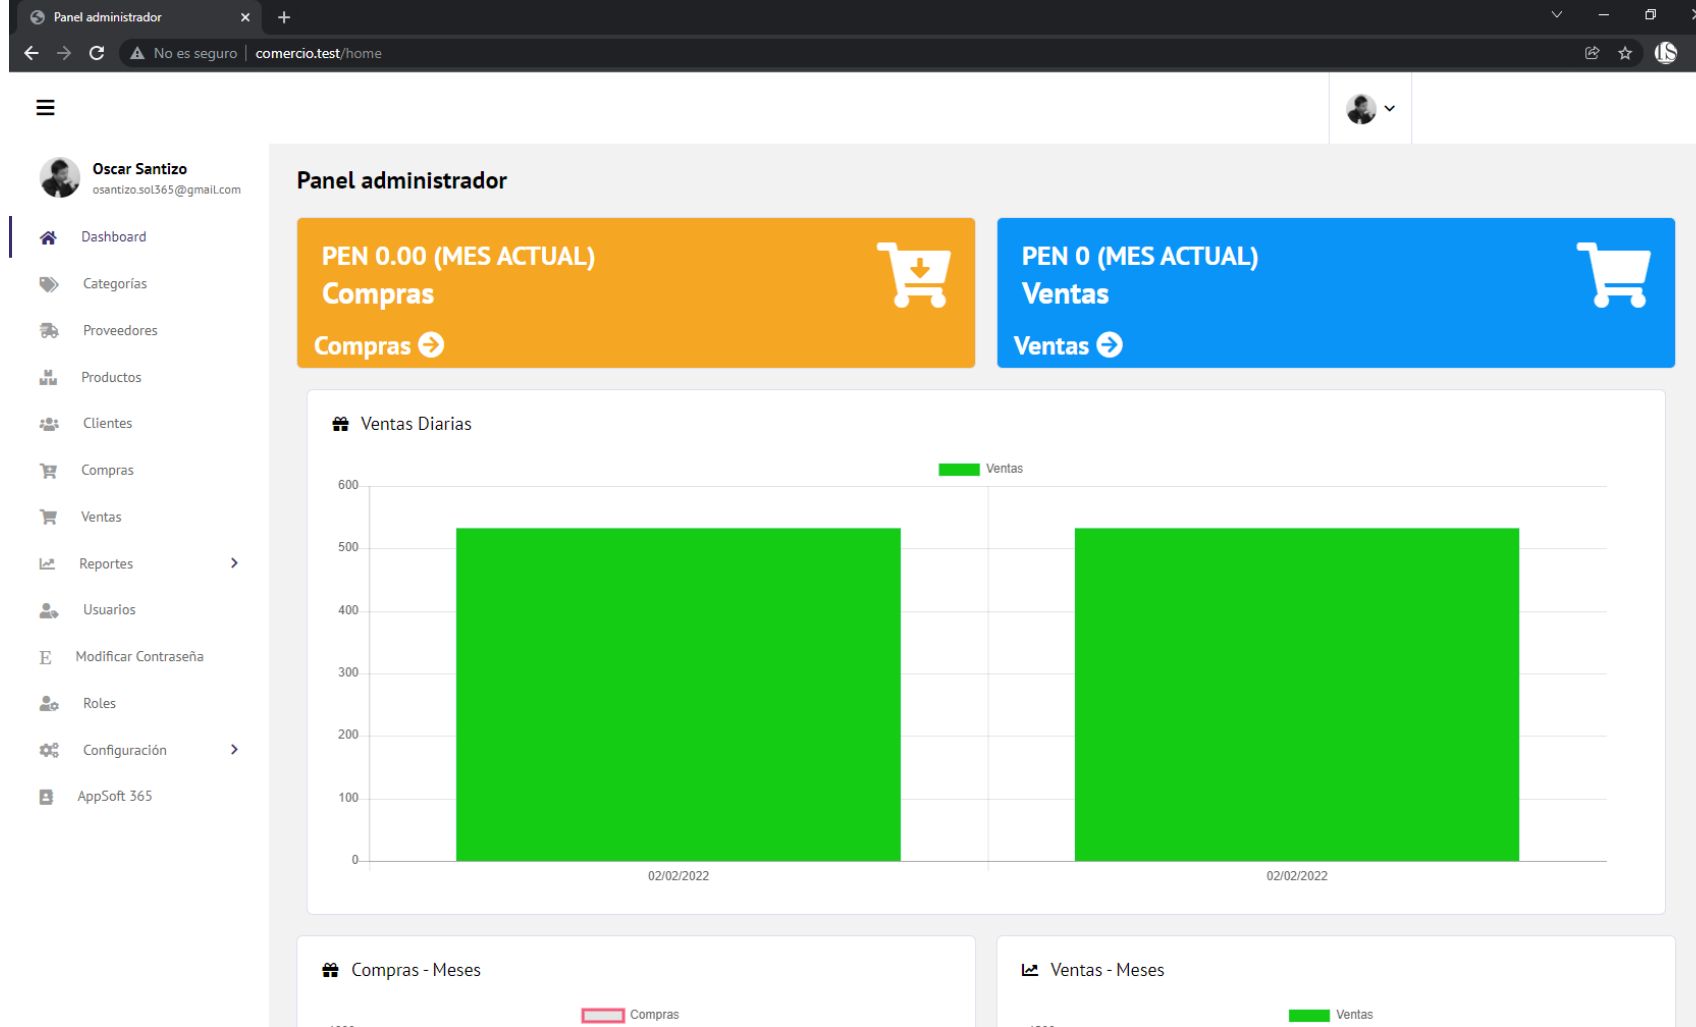 Panel administrador
No es seguro | comercio.test/home
Oscar Santizo
osantizo.sol365@gmail.com
Dashboard
Categorías
Proveedores
Productos
Clientes
Compras
Ventas
Reportes
Usuarios
E Modificar Contraseña
Roles
Configuración
AppSoft 365
Panel administrador
PEN 0.00 (MES ACTUAL)
Compras
Compras
PEN 0 (MES ACTUAL)
Ventas
Ventas
Ventas Diarias
Ventas
600
500
400
300
200
100
0
02/02/2022
02/02/2022
Compras - Meses
Compras
Ventas - Meses
Ventas